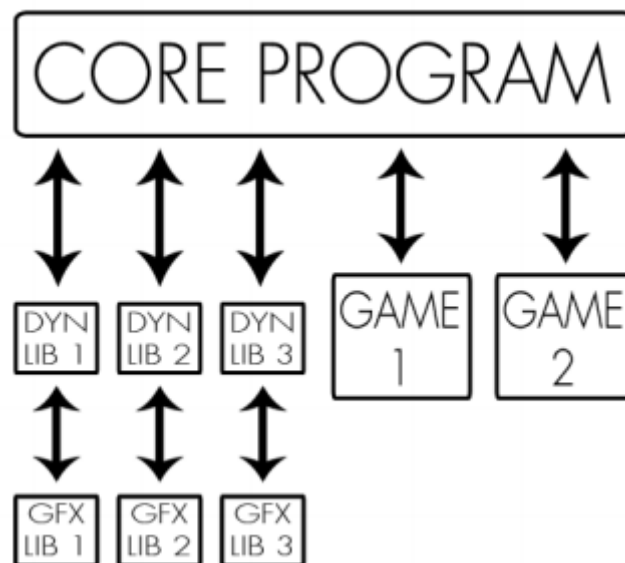 CORE PROGRAM
DYN
LIB 1
DYN
LIB 2
DYN
LIB 3
GAME
1
GAME
2
GFX
LIB 1
GFX
LIB 2
GFX
LIB 3